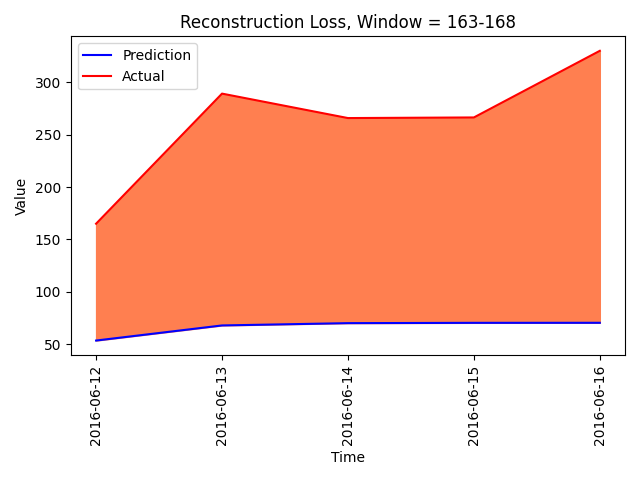 Reconstruction Loss, Window = 163-168
Prediction
Actual
Value
300
250
200
150
100
50
2016-06-12
2016-06-13
2016-06-14
2016-06-15
2016-06-16
Time